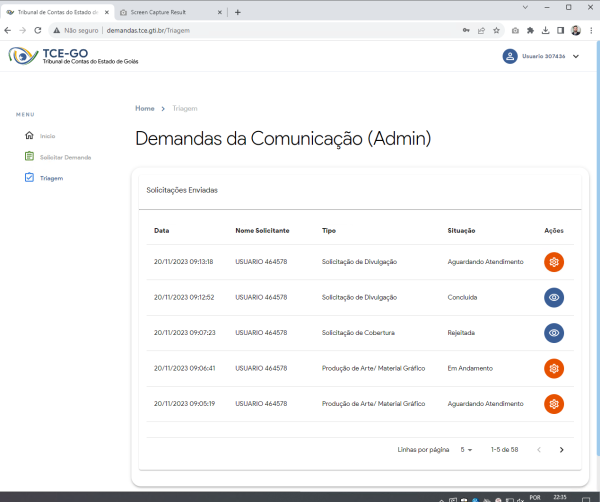 Tribunal de Contas do Estado do
Screen Capture Result
Não seguro
demandas.tce.gti.br/Triagem
TCE-GO
Tribunal de Contas do Estado de Goiás
Usuario 307436
MENU
Início
Solicitar Demanda
Triagem
Home > Triagem
Demandas da Comunicação (Admin)
Solicitações Enviadas
Data Nome Solicitante Tipo Situação Ações
20/11/2023 09:13:18 USUARIO 464578 Solicitação de Divulgação Aguardando Atendimento
20/11/2023 09:12:52 USUARIO 464578 Solicitação de Divulgação Concluída
20/11/2023 09:07:23 USUARIO 464578 Solicitação de Cobertura Rejeitada
20/11/2023 09:06:41 USUARIO 464578 Produção de Arte/ Material Gráfico Em Andamento
20/11/2023 09:05:19 USUARIO 464578 Produção de Arte/ Material Gráfico Aguardando Atendimento
Linhas por página 5 1-5 de 58
POR 22:35